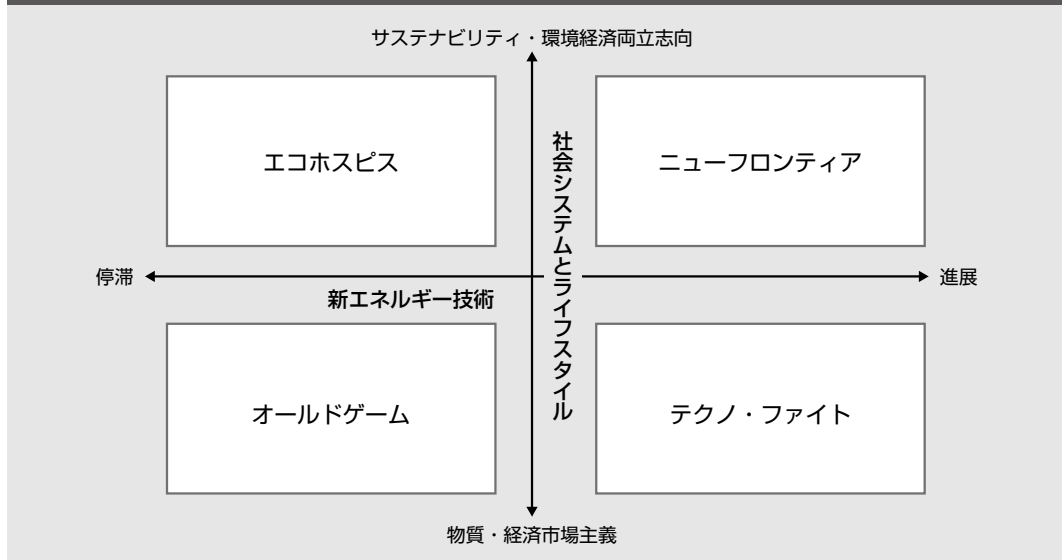 サステナビリティ・環境経済両立志向
エコホスピス
社会システムとライフスタイル
ニューフロンティア
停滞
進展
新エネルギー技術
オールドゲーム
テクノ・ファイト
物質・経済市場主義